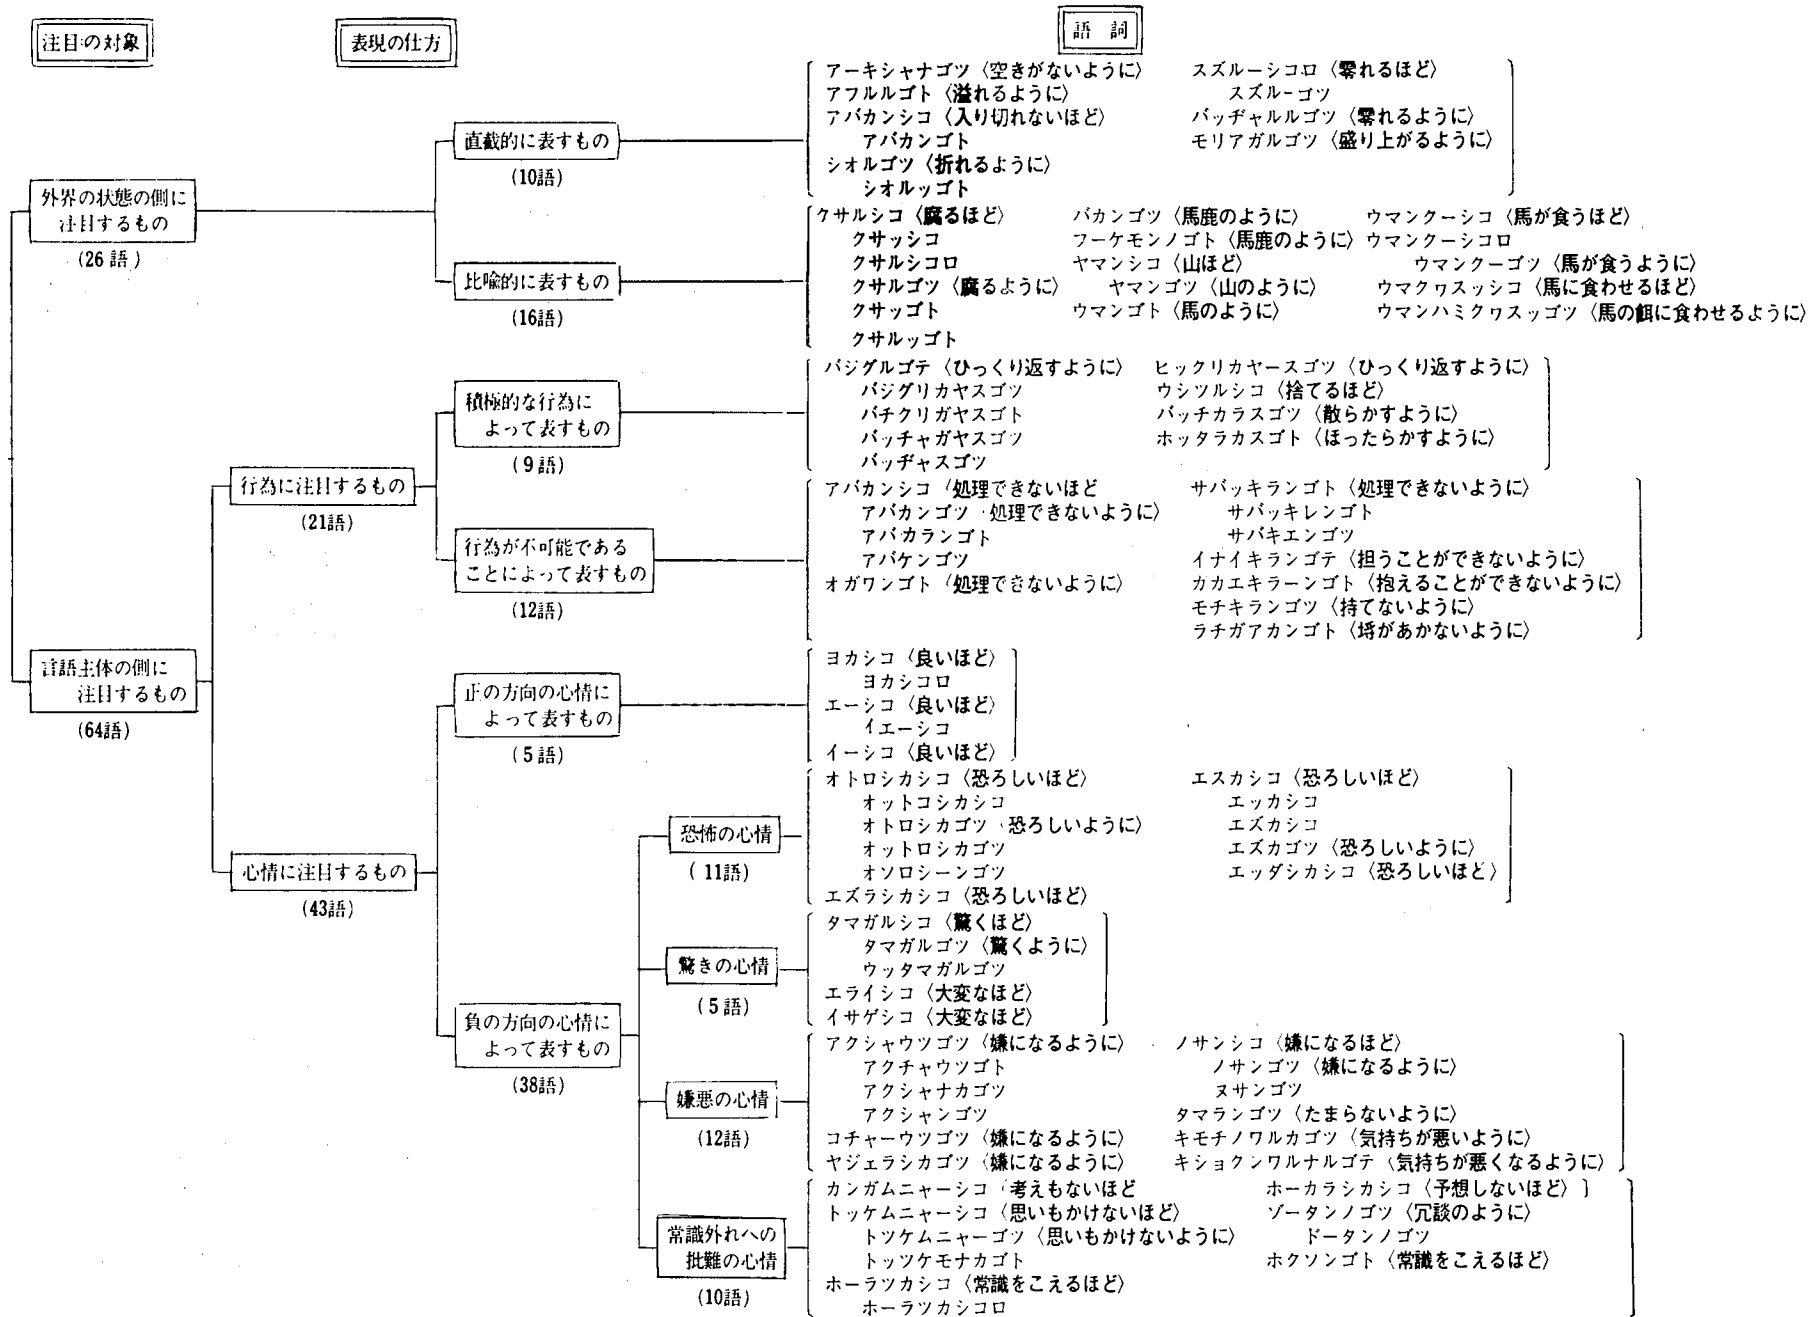 注目の対象
表現の仕方
語 詞
外界の状態の側に
注目するもの
(26語)
直截的に表すもの
(10語)
アーキシャナゴツ〈空きがないように〉 スズルーシコロ〈零れるほど〉
アフルルゴト〈溢れるように〉 スズルーゴツ
アバカンシコ〈入り切れないほど〉 バッヂャルルゴツ〈零れるように〉
アバカンゴト モリアガルゴツ〈盛り上がるように〉
シオルゴツ〈折れるように〉
シオルッゴト
比喩的に表すもの
(16語)
クサルシコ〈腐るほど〉 バカンゴツ〈馬鹿のように〉 ウマンクーシコ〈馬が食うほど〉
クサッシコ フーケモンノゴト〈馬鹿のように〉 ウマンクーシコロ
クサルシコロ ヤマンシコ〈山ほど〉 ウマンクーゴツ〈馬が食うように〉
クサルゴツ〈腐るように〉 ヤマンゴツ〈山のように〉 ウマクヮスッシコ〈馬に食わせるほど〉
クサッゴト ウマンゴト〈馬のように〉 ウマンハミクヮスッゴツ〈馬の餌に食わせるように〉
クサルッゴト
言語主体の側に
注目するもの
(64語)
行為に注目するもの
(21語)
積極的な行為に
よって表すもの
(9語)
バジグルゴテ〈ひっくり返すように〉 ヒックリカヤースゴツ〈ひっくり返すように〉
バジグリカヤスゴツ ウシツルシコ〈捨てるほど〉
バチクリガヤスゴト バッチカラスゴツ〈散らかすように〉
バッチャガヤスゴツ ホッタラカスゴト〈ほったらかすように〉
バッヂャスゴツ
行為が不可能である
ことによって表すもの
(12語)
アバカンシコ〈処理できないほど サバッキランゴト〈処理できないように〉
アバカンゴツ〈処理できないように〉 サバッキレンゴト
アバカランゴト サバキエンゴツ
アバケンゴツ イナイキランゴテ〈担うことができないように〉
オガワンゴト〈処理できないように〉 カカエキラーンゴト〈抱えることができないように〉
モチキランゴツ〈持てないように〉
ラチガアカンゴト〈埒があかないように〉
心情に注目するもの
(43語)
正の方向の心情に
よって表すもの
(5語)
ヨカシコ〈良いほど〉
ヨカシコロ
エーシコ〈良いほど〉
イエーシコ
イーシコ〈良いほど〉
負の方向の心情に
よって表すもの
(38語)
恐怖の心情
(11語)
オトロシカシコ〈恐ろしいほど〉 エスカシコ〈恐ろしいほど〉
オットコシカシコ エッカシコ
オトロシカゴツ〈恐ろしいように〉 エズカシコ
オットロシカゴツ エズカゴツ〈恐ろしいように〉
オソロシーンゴツ エッダシカシコ〈恐ろしいほど〉
エズラシカシコ〈恐ろしいほど〉
驚きの心情
(5語)
タマガルシコ〈驚くほど〉
タマガルゴツ〈驚くように〉
ウッタマガルゴツ
エライシコ〈大変なほど〉
イサゲシコ〈大変なほど〉
嫌悪の心情
(12語)
アクシャウツゴツ〈嫌になるように〉 ノサンシコ〈嫌になるほど〉
アクチャウツゴト ノサンゴツ〈嫌になるように〉
アクシャナカゴツ ヌサンゴツ
アクシャンゴツ タマランゴツ〈たまらないように〉
コチャーウツゴツ〈嫌になるように〉 キモチノワルカゴツ〈気持ちが悪いように〉
ヤジェラシカゴツ〈嫌になるように〉 キショクンワルナルゴテ〈気持ちが悪くなるように〉
常識外れへの
批難の心情
(10語)
カンガムニャーシコ〈考えもないほど ホーカラシカシコ〈予想しないほど〉〕
トッケムニャーシコ〈思いもかけないほど〉 ゾータンノゴツ〈冗談のように〉
トツケムニャーゴツ〈思いもかけないように〉 ドータンノゴツ
トッツケモナカゴト ホクソンゴト〈常識をこえるほど〉
ホーラツカシコ〈常識をこえるほど〉
ホーラツカシコロ